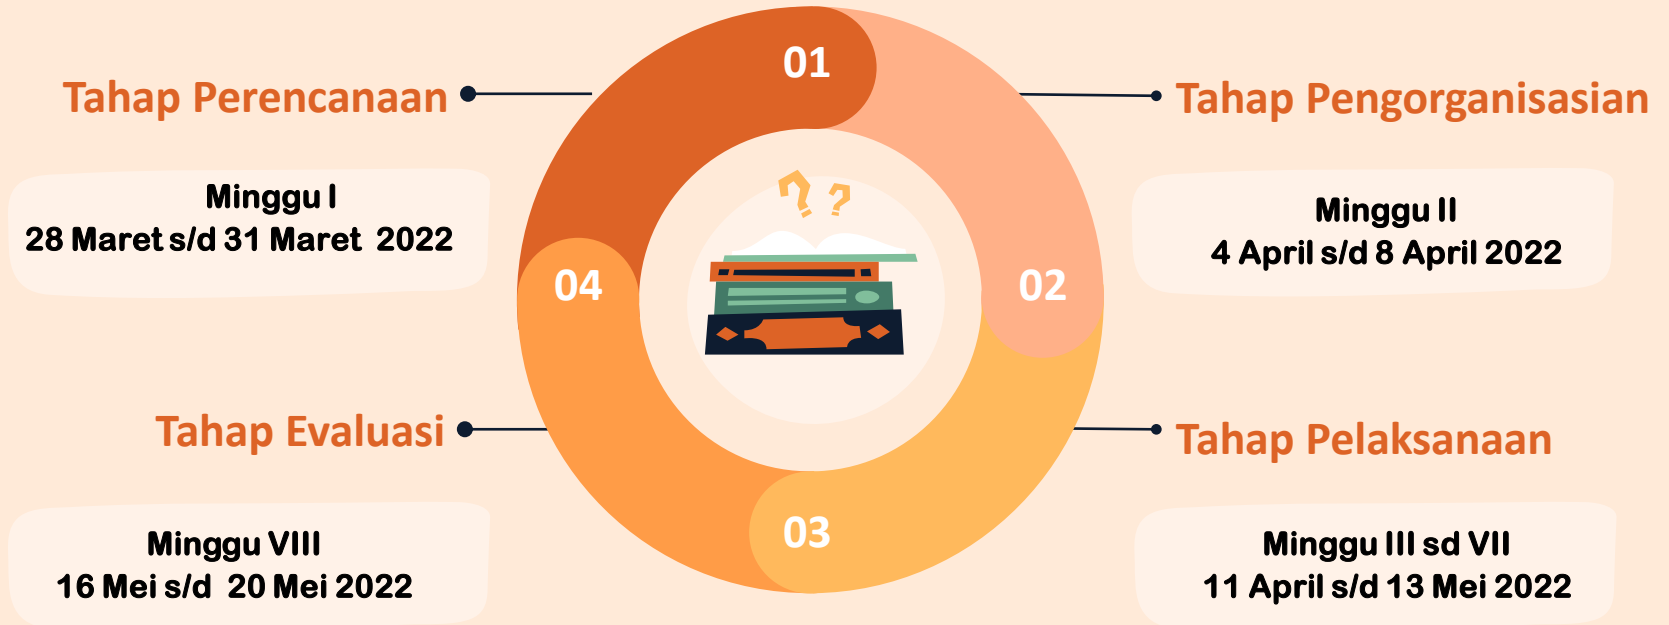 01
Tahap Perencanaan
Minggu I
28 Maret s/d 31 Maret 2022
02
Tahap Pengorganisasian
Minggu II
4 April s/d 8 April 2022
03
Tahap Pelaksanaan
Minggu III sd VII
11 April s/d 13 Mei 2022
04
Tahap Evaluasi
Minggu VIII
16 Mei s/d 20 Mei 2022